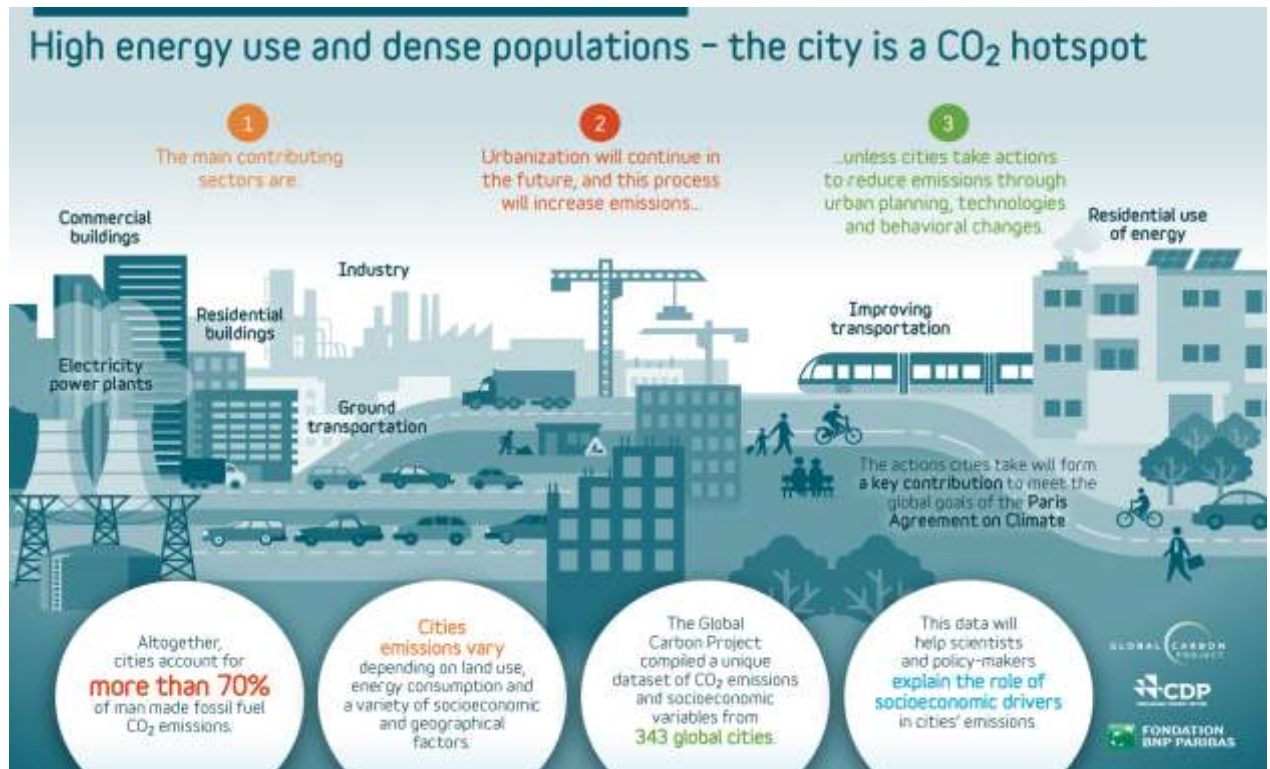 High energy use and dense populations – the city is a CO₂ hotspot
1
The main contributing
sectors are
2
Urbanization will continue in
the future, and this process
will increase emissions...
3
...unless cities take actions
to reduce emissions through
urban planning, technologies
and behavioral changes.
Commercial
buildings
Industry
Residential
buildings
Electricity
power plants
Ground
transportation
Improving
transportation
Residential use
of energy
The actions cities take will form
a key contribution to meet the
global goals of the Paris
Agreement on Climate
Altogether,
cities account for
more than 70%
of man made fossil fuel
CO₂ emissions.
Cities
emissions vary
depending on land use,
energy consumption and
a variety of socioeconomic
and geographical
factors.
The Global
Carbon Project
compiled a unique
dataset of CO₂ emissions
and socioeconomic
variables from
343 global cities.
This data will
help scientists
and policy-makers
explain the role of
socioeconomic drivers
in cities' emissions
GLOBAL CARBON
PROJECT
CDP
FONDATION
BNP PARIBAS